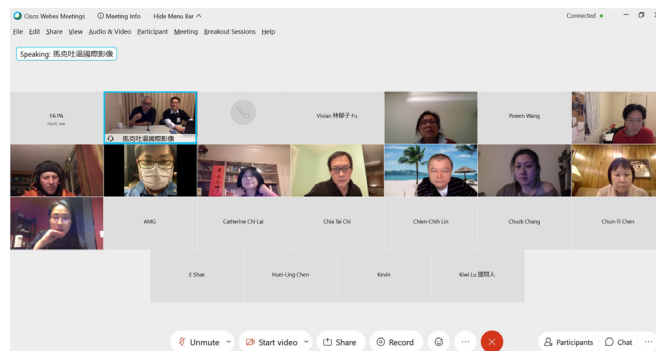 Cisco Webex Meetings Meeting Info Hide Menu Bar Connected
File Edit Share View Audio & Video Participant Meeting Breakout Sessions Help
Speaking: 馬克吐溫國際影像
FA PA
Host, me
馬克吐溫國際影像
Vivian 林郁子 Fu
Powen Wang
AMG
Catherine Chi Lai
Chia Tai Chi
Chien-Chih Lin
Chuck Chang
Chun-Ti Chen
E Shae
Huei-Ling Chen
Kevin
Kiwi Lu 提問人
Unmute Start video Share Record Participants Chat